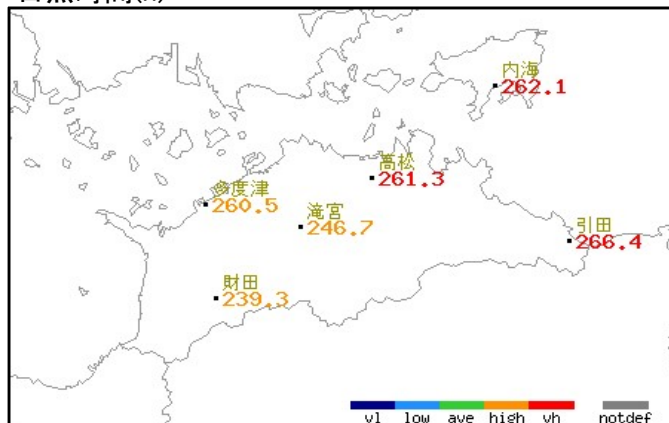 内海
262.1
高松
261.3
多度津
260.5
滝宮
246.7
引田
266.4
財田
239.3
vl low ave high vh notdef